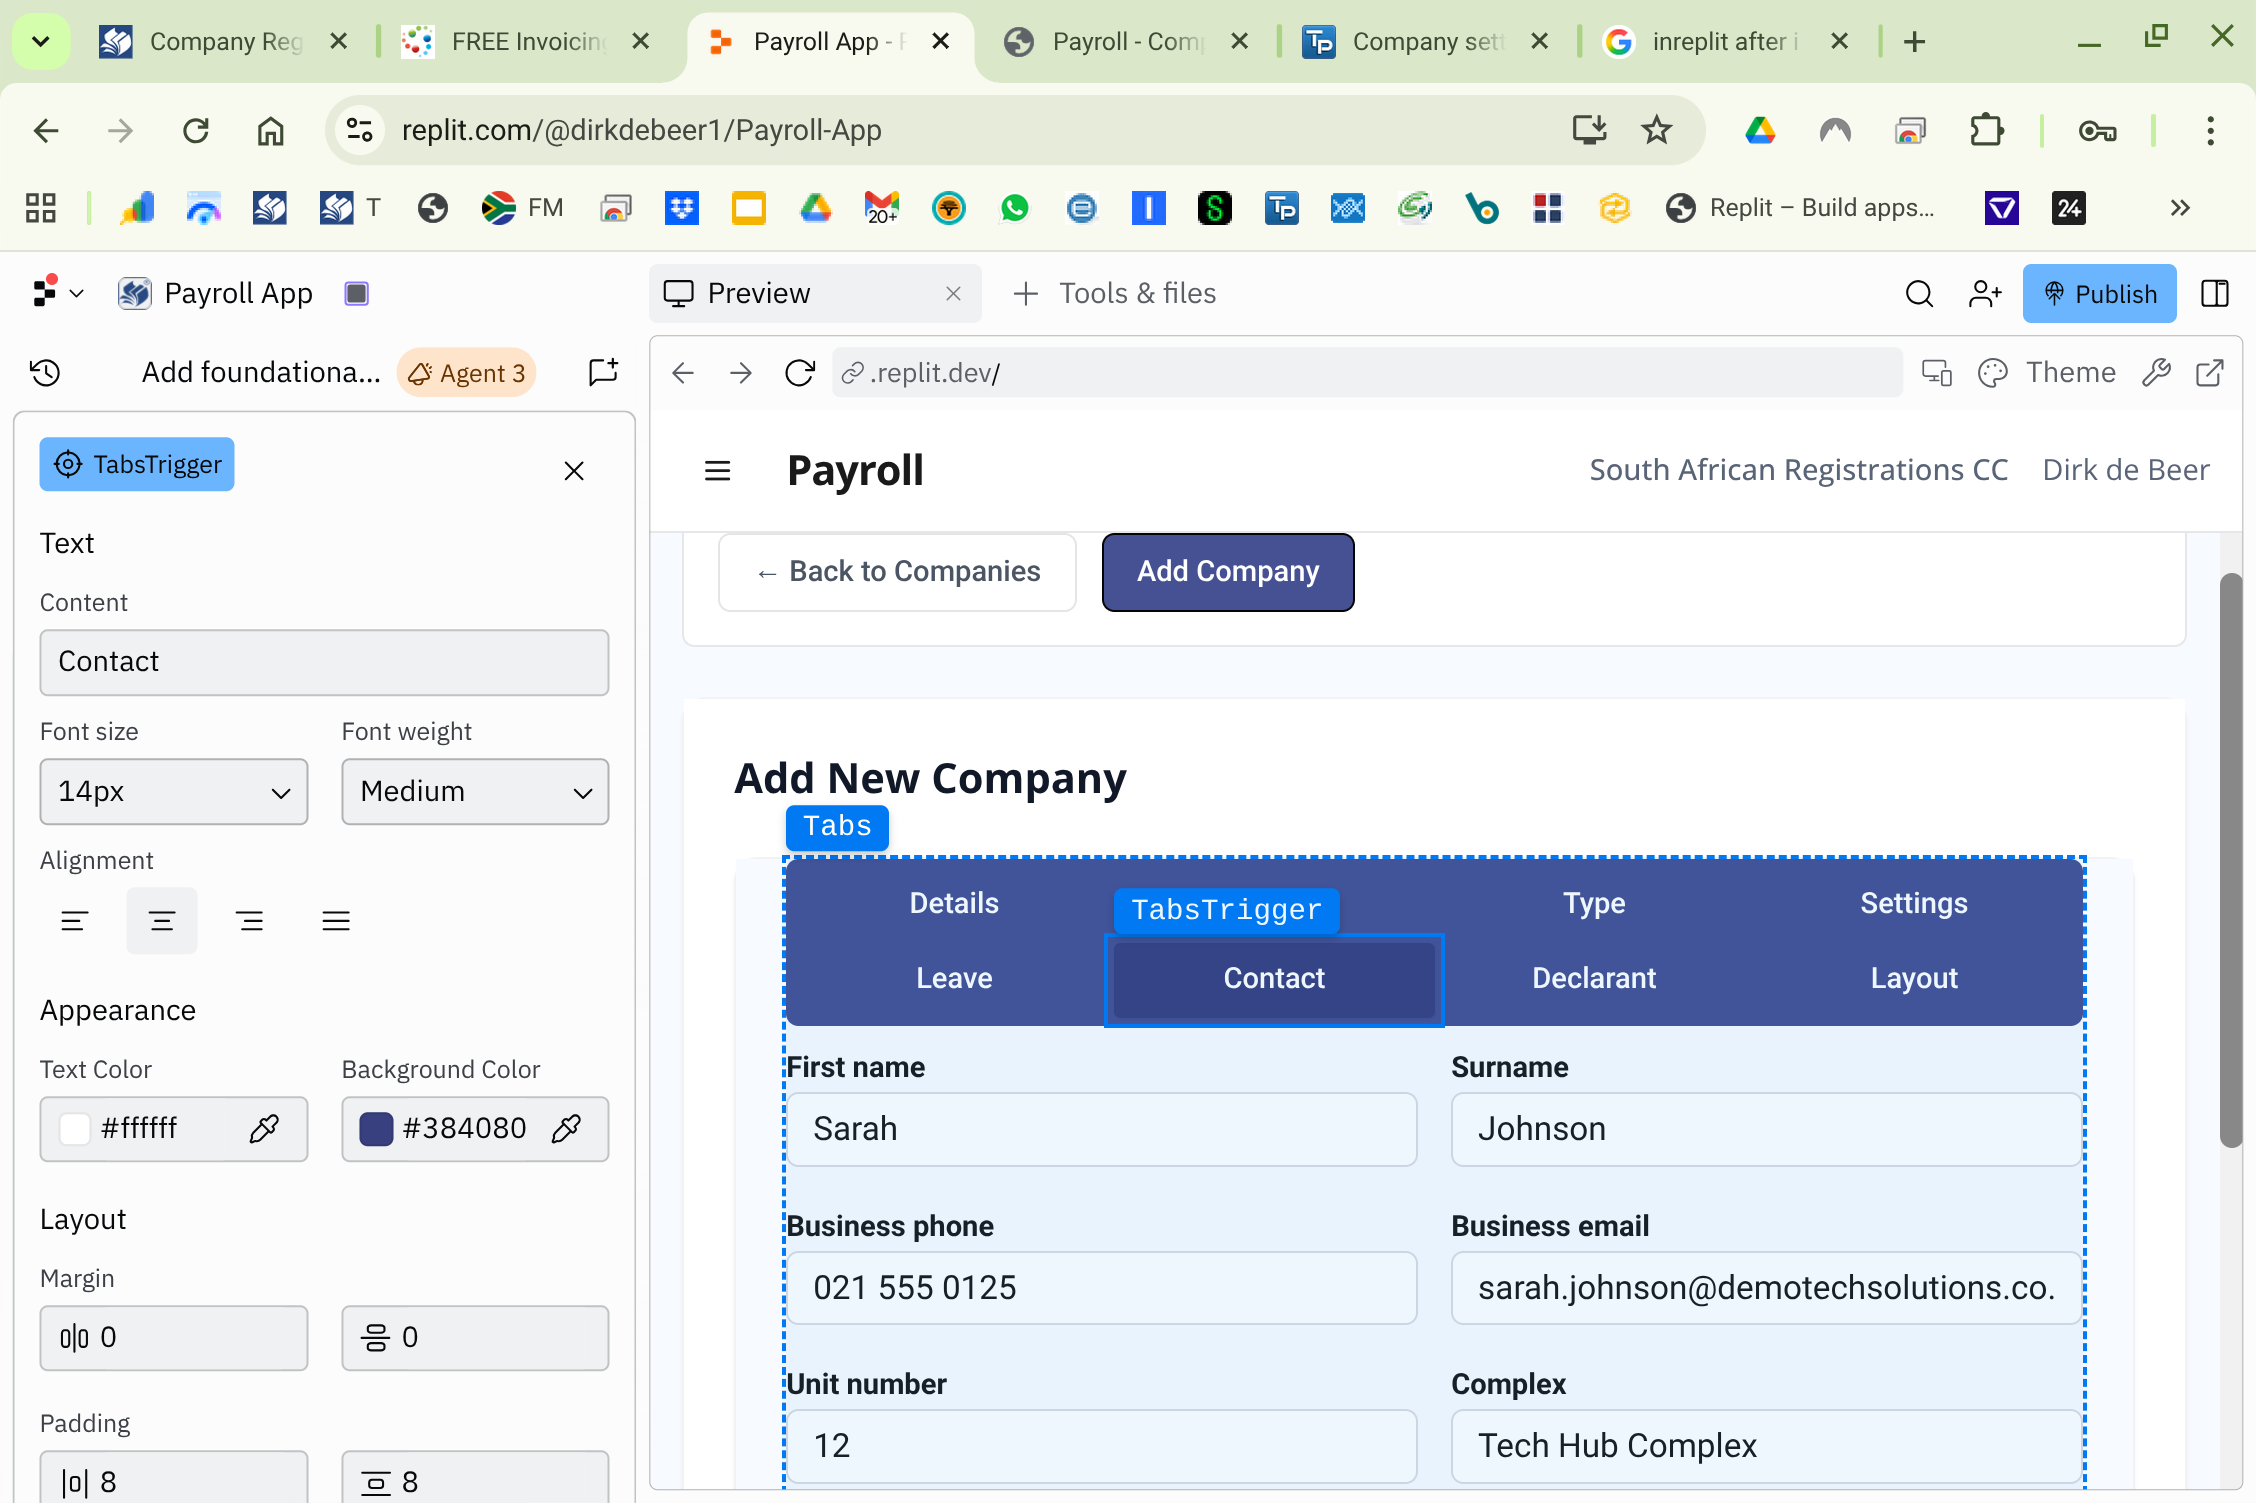 Company Reg
FREE Invoicing
Payroll App -
Payroll - Comp
Company sett
inreplit after i
replit.com/@dirkdebeer1/Payroll-App
T
FM
20+
Replit – Build apps...
24
Payroll App
Preview
Tools & files
Publish
Add foundationa...
Agent 3
.replit.dev/
Theme
TabsTrigger
Text
Content
Contact
Font size
Font weight
14px
Medium
Alignment
Appearance
Text Color
Background Color
#ffffff
#384080
Layout
Margin
0
0
Padding
8
8
Payroll
South African Registrations CC
Dirk de Beer
← Back to Companies
Add Company
Add New Company
Tabs
Details
TabsTrigger
Type
Settings
Leave
Contact
Declarant
Layout
First name
Surname
Sarah
Johnson
Business phone
Business email
021 555 0125
sarah.johnson@demotechsolutions.co.
Unit number
Complex
12
Tech Hub Complex